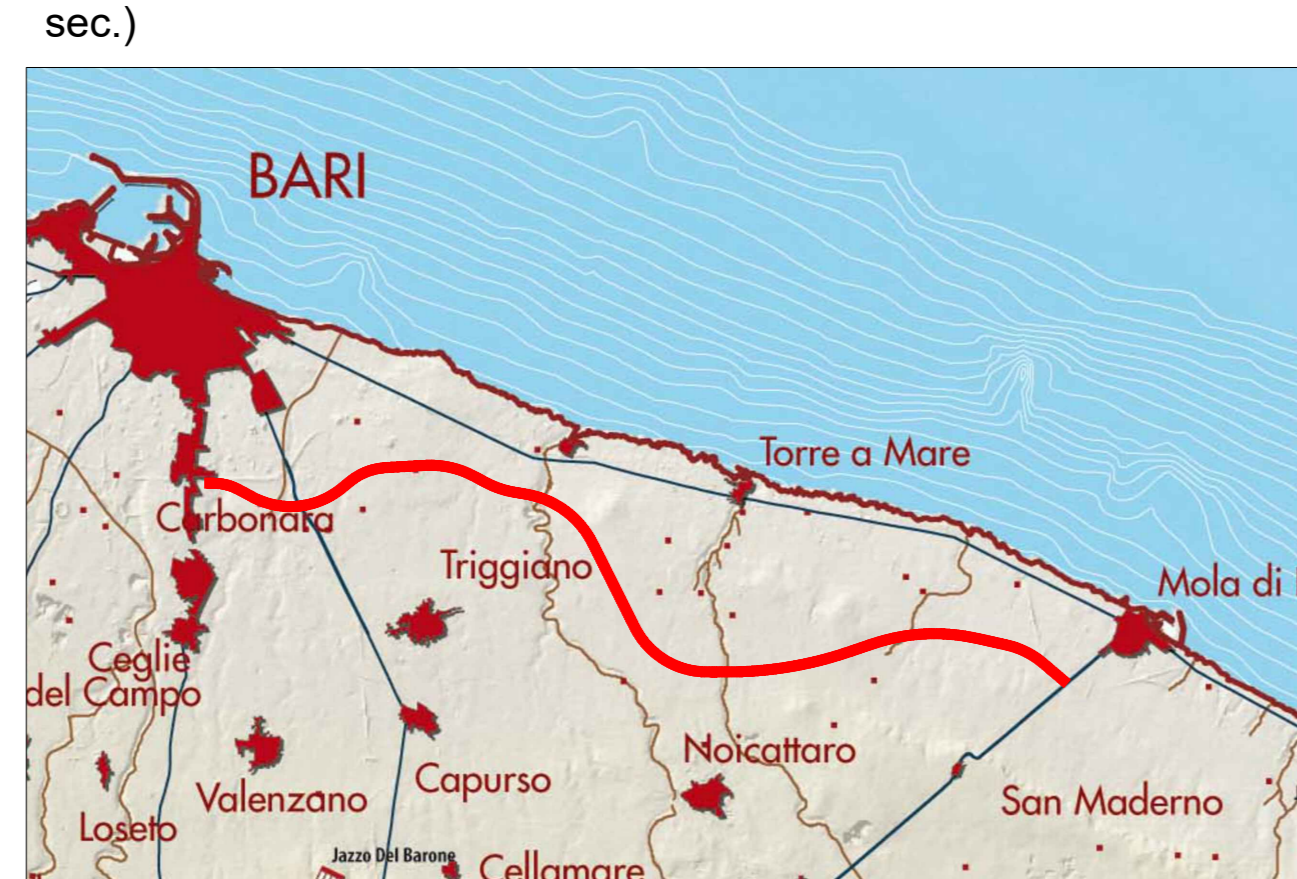 sec.)
BARI
Torre a Mare
Carbonara
Triggiano
Mola di
Ceglie
del Campo
Noicattaro
Capurso
Valenzano
San Maderno
Loseto
Jazzo Del Barone
Cellamare